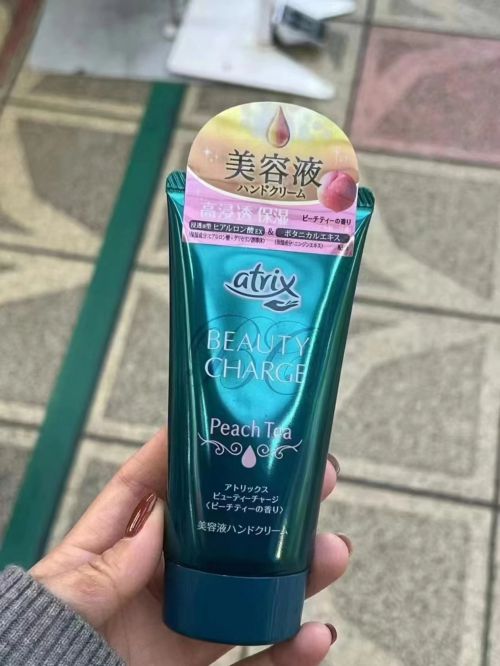 美容液
ハンドクリーム
高浸透 保湿
ピーチティーの香り
浸透W型 ヒアルロン酸EX & ボタニカルエキス
atrix
BEAUTY
CHARGE
Peach Tea
アトリックス
ビューティーチャージ
〈ピーチティーの香り〉
美容液ハンドクリーム